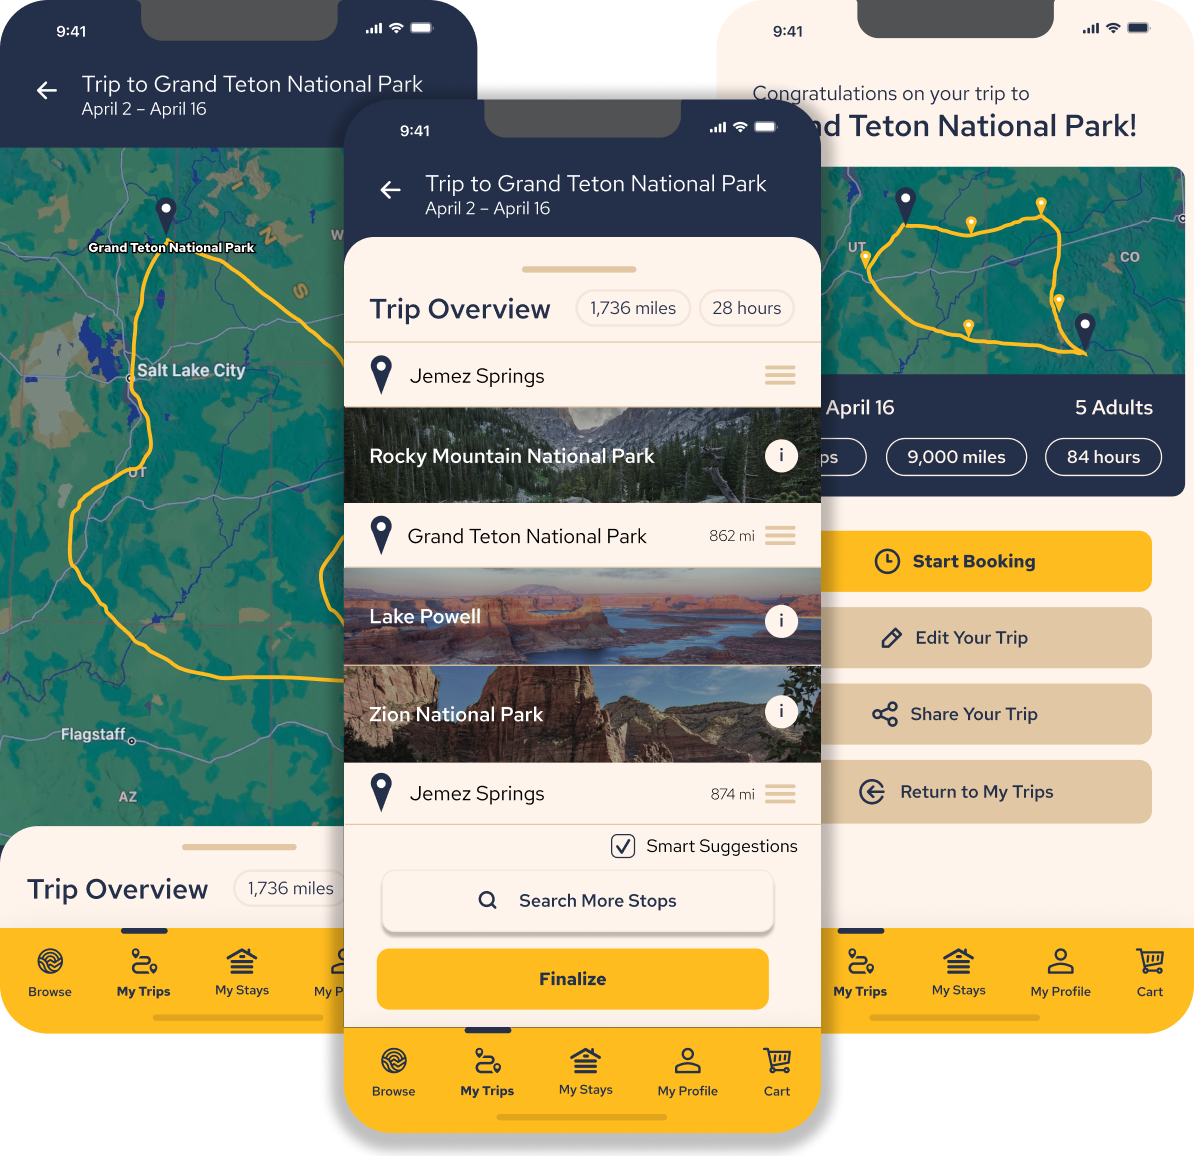 9:41
Trip to Grand Teton National Park
April 2 – April 16
Grand Teton National Park
Salt Lake City
UT
Flagstaff
AZ
Trip Overview
1,736 miles
Browse
My Trips
My Stays
My P
9:41
Trip to Grand Teton National Park
April 2 – April 16
Trip Overview
1,736 miles
28 hours
Jemez Springs
Rocky Mountain National Park
i
Grand Teton National Park
862 mi
Lake Powell
i
Zion National Park
i
Jemez Springs
874 mi
Smart Suggestions
Search More Stops
Finalize
Browse
My Trips
My Stays
My Profile
Cart
9:41
Congratulations on your trip to
nd Teton National Park!
UT
CO
April 16
5 Adults
ps
9,000 miles
84 hours
Start Booking
Edit Your Trip
Share Your Trip
Return to My Trips
My Trips
My Stays
My Profile
Cart